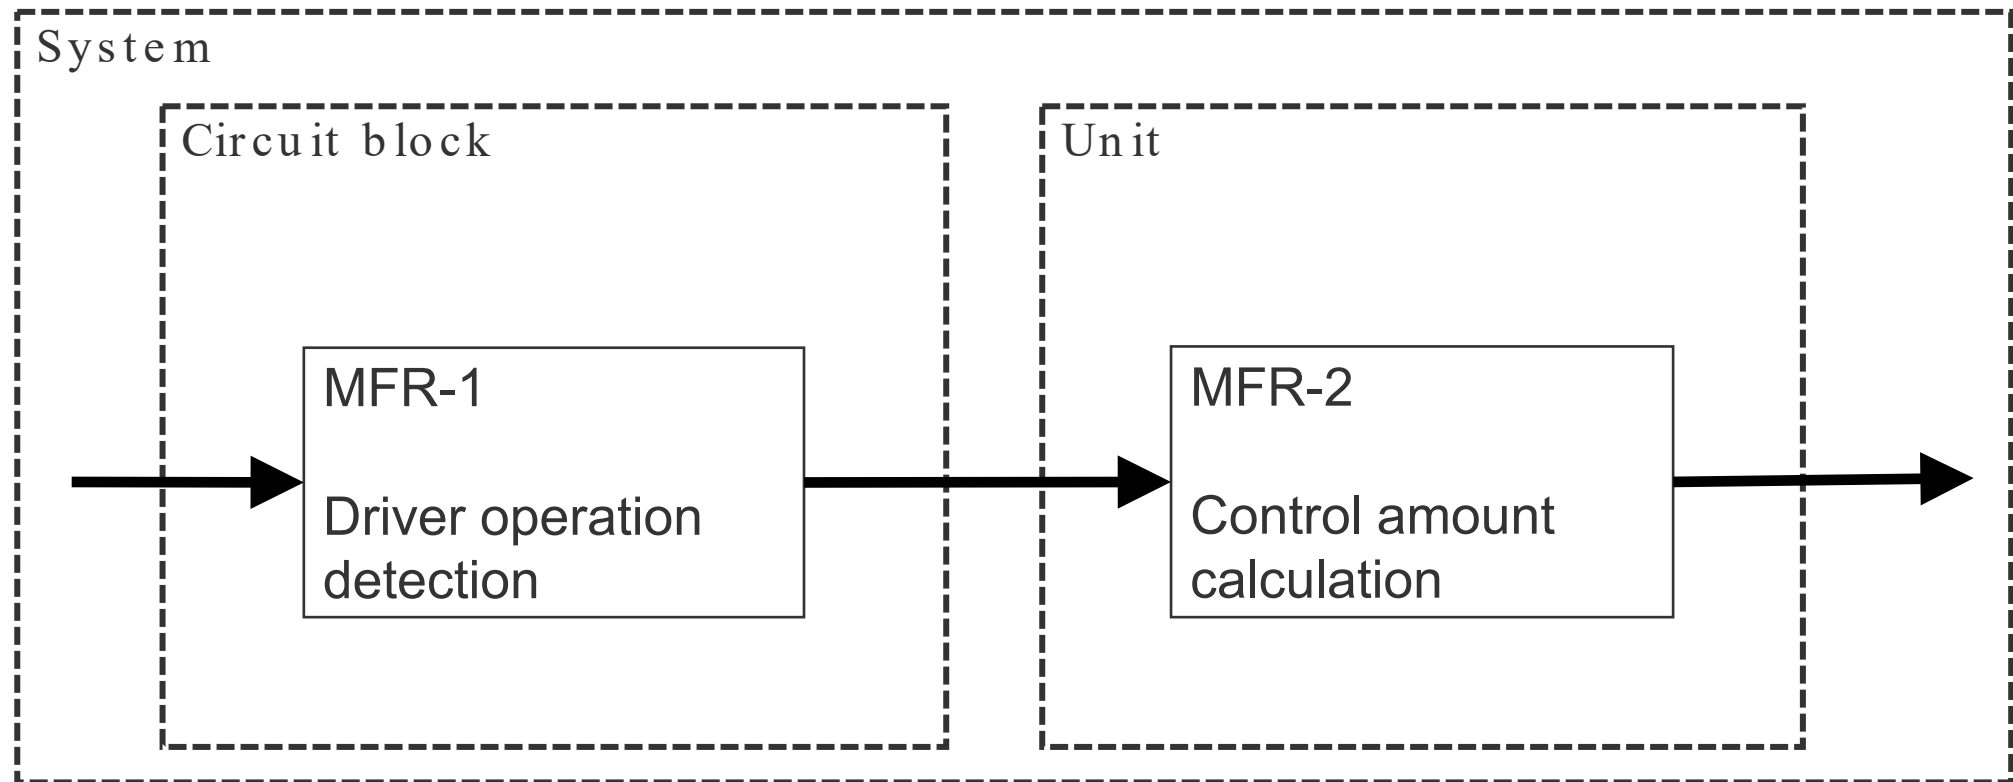 System
Circuit block
Unit
MFR-1
Driver operation
detection
MFR-2
Control amount
calculation